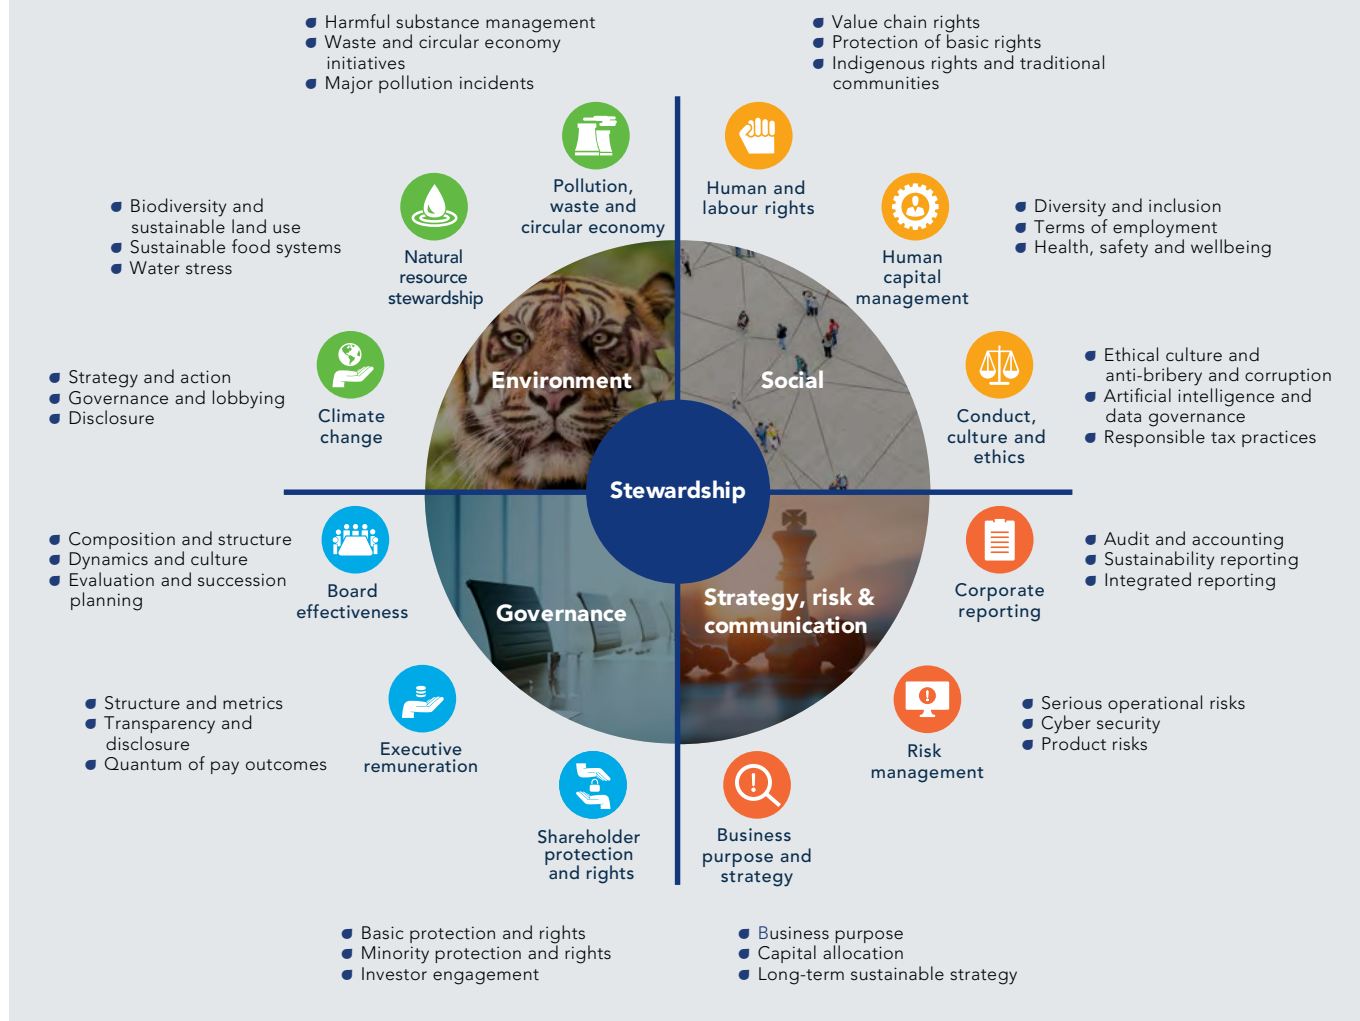 Harmful substance management
Waste and circular economy
initiatives
Major pollution incidents
Pollution,
waste and
circular economy
Value chain rights
Protection of basic rights
Indigenous rights and traditional
communities
Human and
labour rights
Biodiversity and
sustainable land use
Sustainable food systems
Water stress
Natural
resource
stewardship
Human
capital
management
Diversity and inclusion
Terms of employment
Health, safety and wellbeing
Strategy and action
Governance and lobbying
Disclosure
Climate
change
Environment
Social
Conduct,
culture and
ethics
Ethical culture and
anti-bribery and corruption
Artificial intelligence and
data governance
Responsible tax practices
Stewardship
Composition and structure
Dynamics and culture
Evaluation and succession
planning
Board
effectiveness
Governance
Strategy, risk &
communication
Corporate
reporting
Audit and accounting
Sustainability reporting
Integrated reporting
Structure and metrics
Transparency and
disclosure
Quantum of pay outcomes
Executive
remuneration
Risk
management
Serious operational risks
Cyber security
Product risks
Shareholder
protection
and rights
Business
purpose and
strategy
Basic protection and rights
Minority protection and rights
Investor engagement
Business purpose
Capital allocation
Long-term sustainable strategy